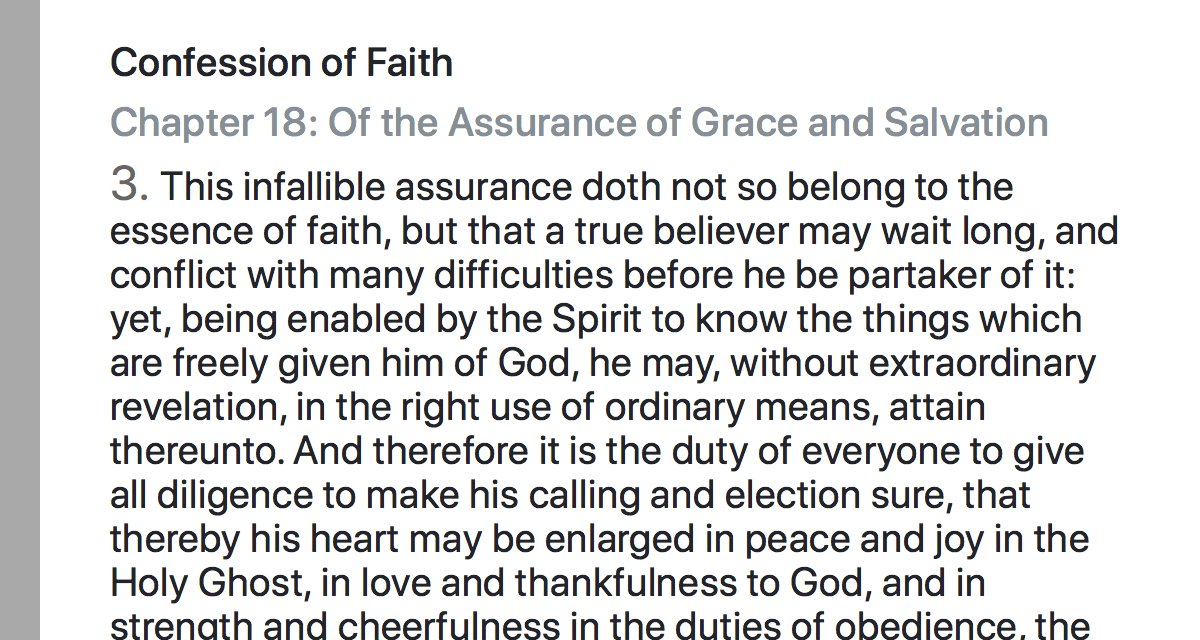 Confession of Faith
Chapter 18: Of the Assurance of Grace and Salvation
3. This infallible assurance doth not so belong to the
essence of faith, but that a true believer may wait long, and
conflict with many difficulties before he be partaker of it:
yet, being enabled by the Spirit to know the things which
are freely given him of God, he may, without extraordinary
revelation, in the right use of ordinary means, attain
thereunto. And therefore it is the duty of everyone to give
all diligence to make his calling and election sure, that
thereby his heart may be enlarged in peace and joy in the
Holy Ghost, in love and thankfulness to God, and in
strength and cheerfulness in the duties of obedience, the